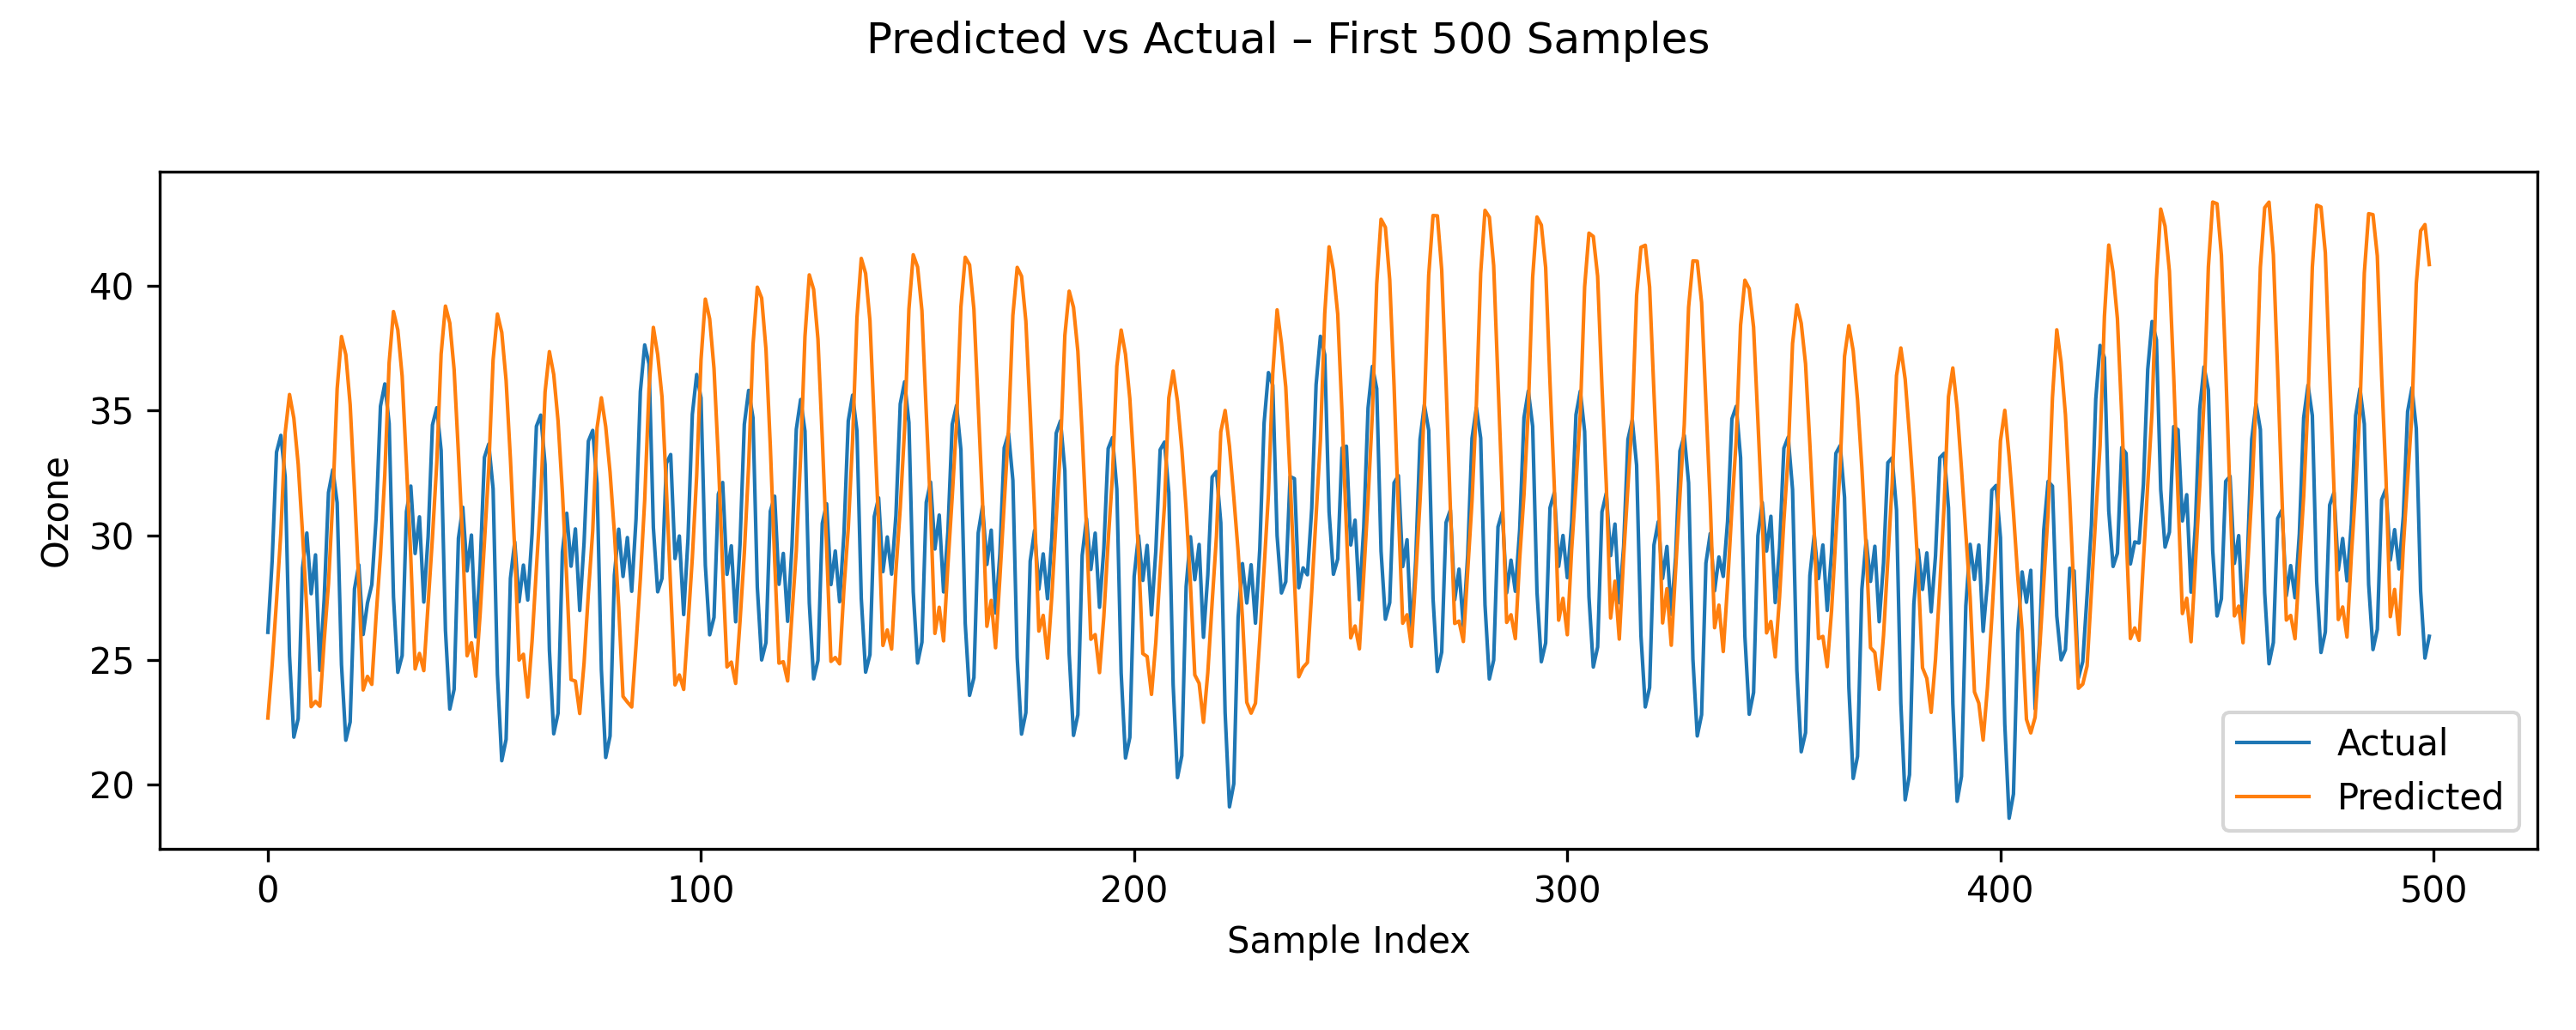 Predicted vs Actual – First 500 Samples
Ozone
40
35
30
25
20
0 100 200 300 400 500
Sample Index
Actual
Predicted